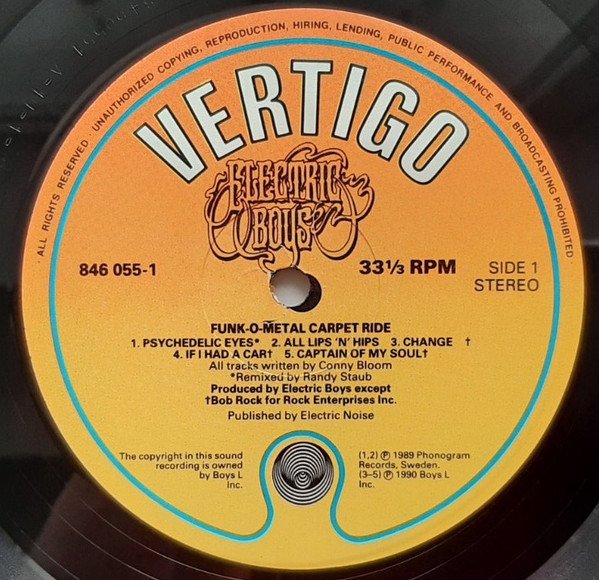 · ALL RIGHTS RESERVED · UNAUTHORIZED COPYING, REPRODUCTION, HIRING, LENDING, PUBLIC PERFORMANCE AND BROADCASTING PROHIBITED ·
VERTIGO
ELECTRIC
BOYS
846 055-1
33⅓ RPM
SIDE 1
STEREO
FUNK-O-METAL CARPET RIDE
1. PSYCHEDELIC EYES* 2. ALL LIPS 'N' HIPS 3. CHANGE †
4. IF I HAD A CAR† 5. CAPTAIN OF MY SOUL†
All tracks written by Conny Bloom
*Remixed by Randy Staub
Produced by Electric Boys except
†Bob Rock for Rock Enterprises Inc.
Published by Electric Noise
The copyright in this sound
recording is owned
by Boys L
Inc.
(1,2) ℗ 1989 Phonogram
Records, Sweden.
(3–5) ℗ 1990 Boys L
Inc.